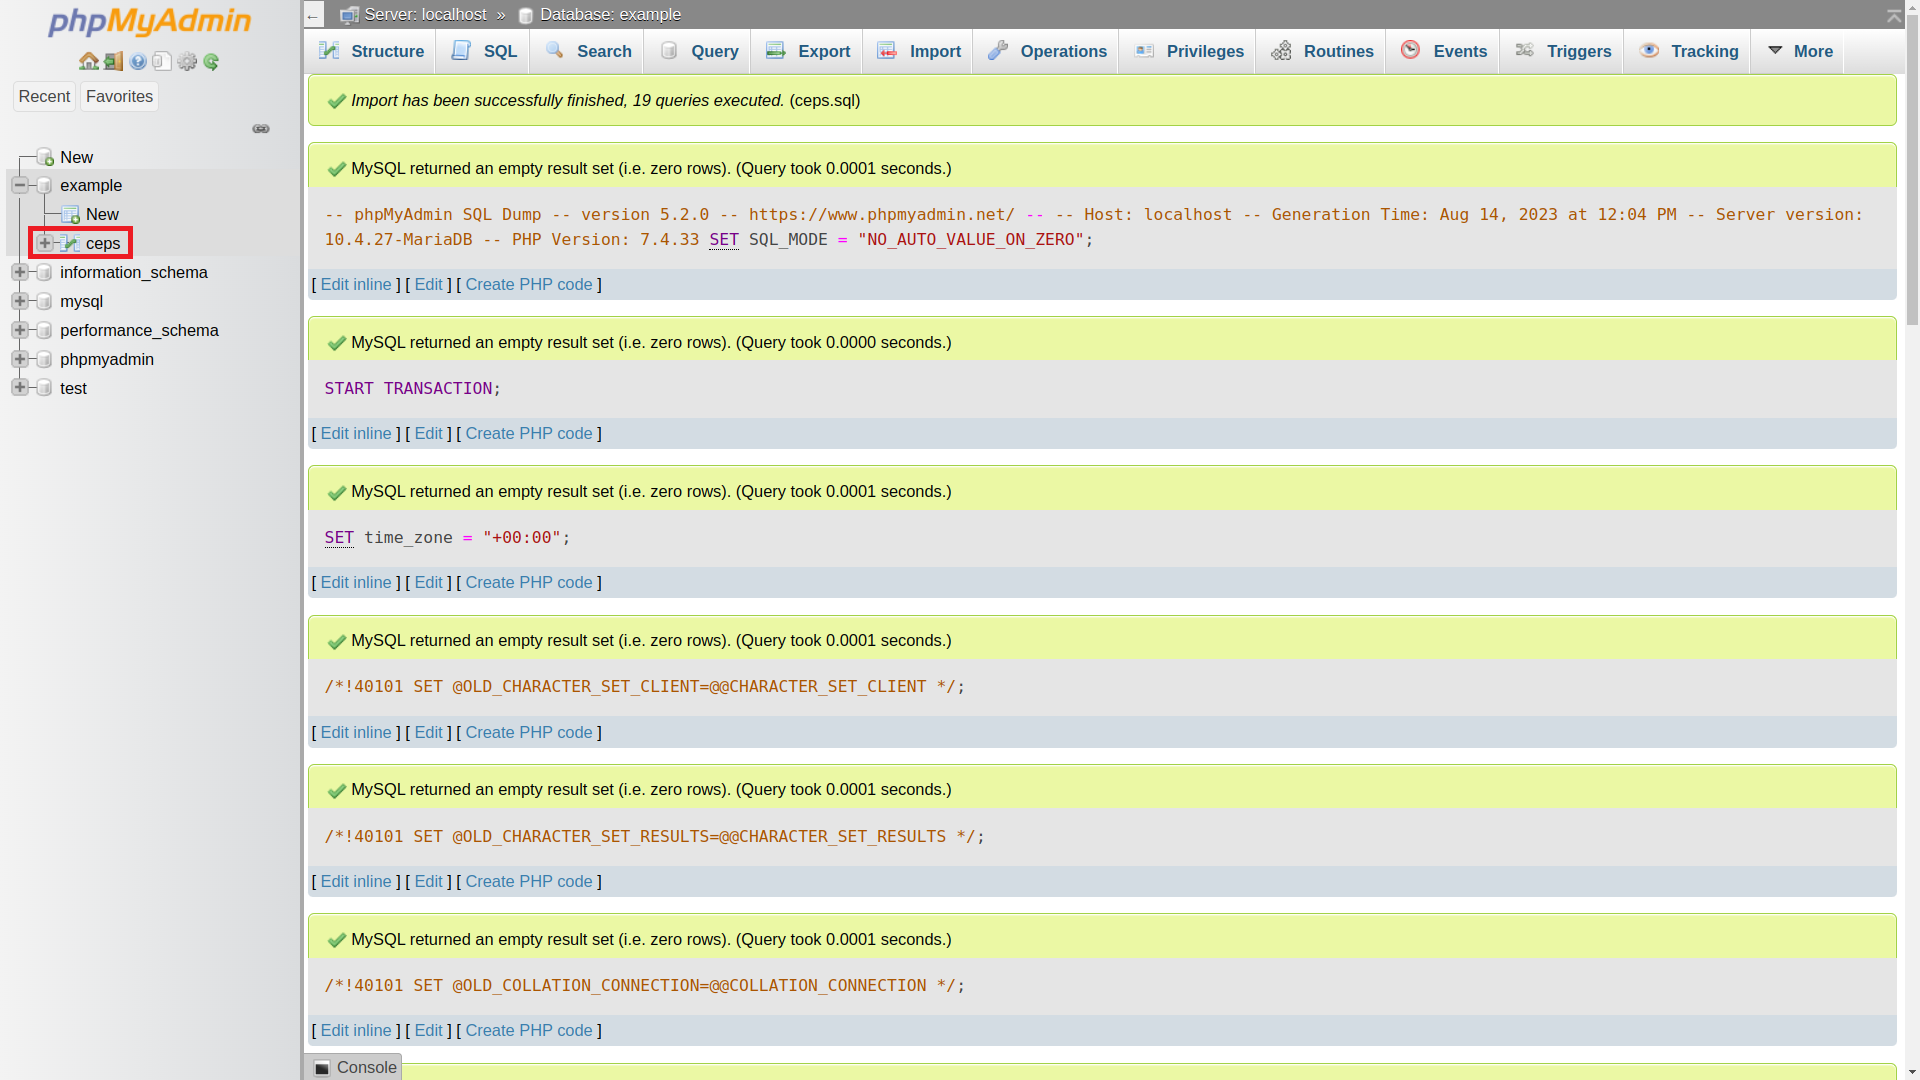 phpMyAdmin
Recent Favorites
New
example
New
ceps
information_schema
mysql
performance_schema
phpmyadmin
test
← Server: localhost » Database: example
Structure SQL Search Query Export Import Operations Privileges Routines Events Triggers Tracking More
Import has been successfully finished, 19 queries executed. (ceps.sql)
MySQL returned an empty result set (i.e. zero rows). (Query took 0.0001 seconds.)
-- phpMyAdmin SQL Dump -- version 5.2.0 -- https://www.phpmyadmin.net/ -- -- Host: localhost -- Generation Time: Aug 14, 2023 at 12:04 PM -- Server version:
10.4.27-MariaDB -- PHP Version: 7.4.33 SET SQL_MODE = "NO_AUTO_VALUE_ON_ZERO";
[ Edit inline ] [ Edit ] [ Create PHP code ]
MySQL returned an empty result set (i.e. zero rows). (Query took 0.0000 seconds.)
START TRANSACTION;
[ Edit inline ] [ Edit ] [ Create PHP code ]
MySQL returned an empty result set (i.e. zero rows). (Query took 0.0001 seconds.)
SET time_zone = "+00:00";
[ Edit inline ] [ Edit ] [ Create PHP code ]
MySQL returned an empty result set (i.e. zero rows). (Query took 0.0001 seconds.)
/*!40101 SET @OLD_CHARACTER_SET_CLIENT=@@CHARACTER_SET_CLIENT */;
[ Edit inline ] [ Edit ] [ Create PHP code ]
MySQL returned an empty result set (i.e. zero rows). (Query took 0.0001 seconds.)
/*!40101 SET @OLD_CHARACTER_SET_RESULTS=@@CHARACTER_SET_RESULTS */;
[ Edit inline ] [ Edit ] [ Create PHP code ]
MySQL returned an empty result set (i.e. zero rows). (Query took 0.0001 seconds.)
/*!40101 SET @OLD_COLLATION_CONNECTION=@@COLLATION_CONNECTION */;
[ Edit inline ] [ Edit ] [ Create PHP code ]
Console